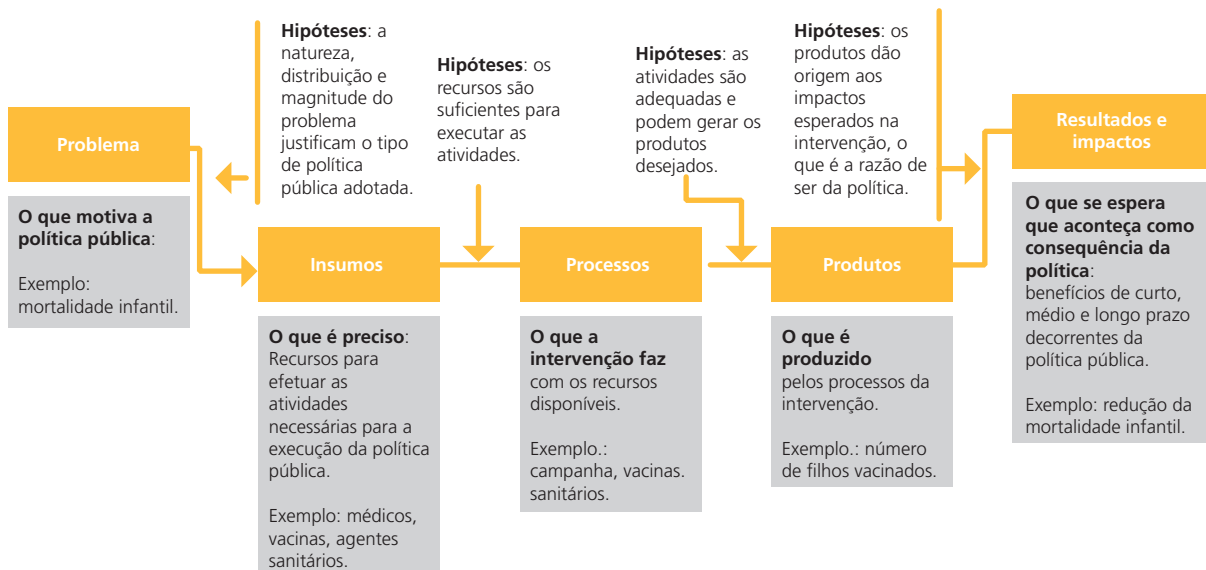 Hipóteses: a
natureza,
distribuição e
magnitude do
problema
justificam o tipo
de política
pública adotada.
Hipóteses: os
recursos são
suficientes para
executar as
atividades.
Hipóteses: as
atividades são
adequadas e
podem gerar os
produtos
desejados.
Hipóteses: os
produtos dão
origem aos
impactos
esperados na
intervenção, o
que é a razão de
ser da política.
Problema
O que motiva a
política pública:
Exemplo:
mortalidade infantil.
Insumos
O que é preciso:
Recursos para
efetuar as
atividades
necessárias para a
execução da política
pública.
Exemplo: médicos,
vacinas, agentes
sanitários.
Processos
O que a
intervenção faz
com os recursos
disponíveis.
Exemplo.:
campanha, vacinas.
sanitários.
Produtos
O que é
produzido
pelos processos da
intervenção.
Exemplo.: número
de filhos vacinados.
Resultados e
impactos
O que se espera
que aconteça como
consequência da
política:
benefícios de curto,
médio e longo prazo
decorrentes da
política pública.
Exemplo: redução da
mortalidade infantil.